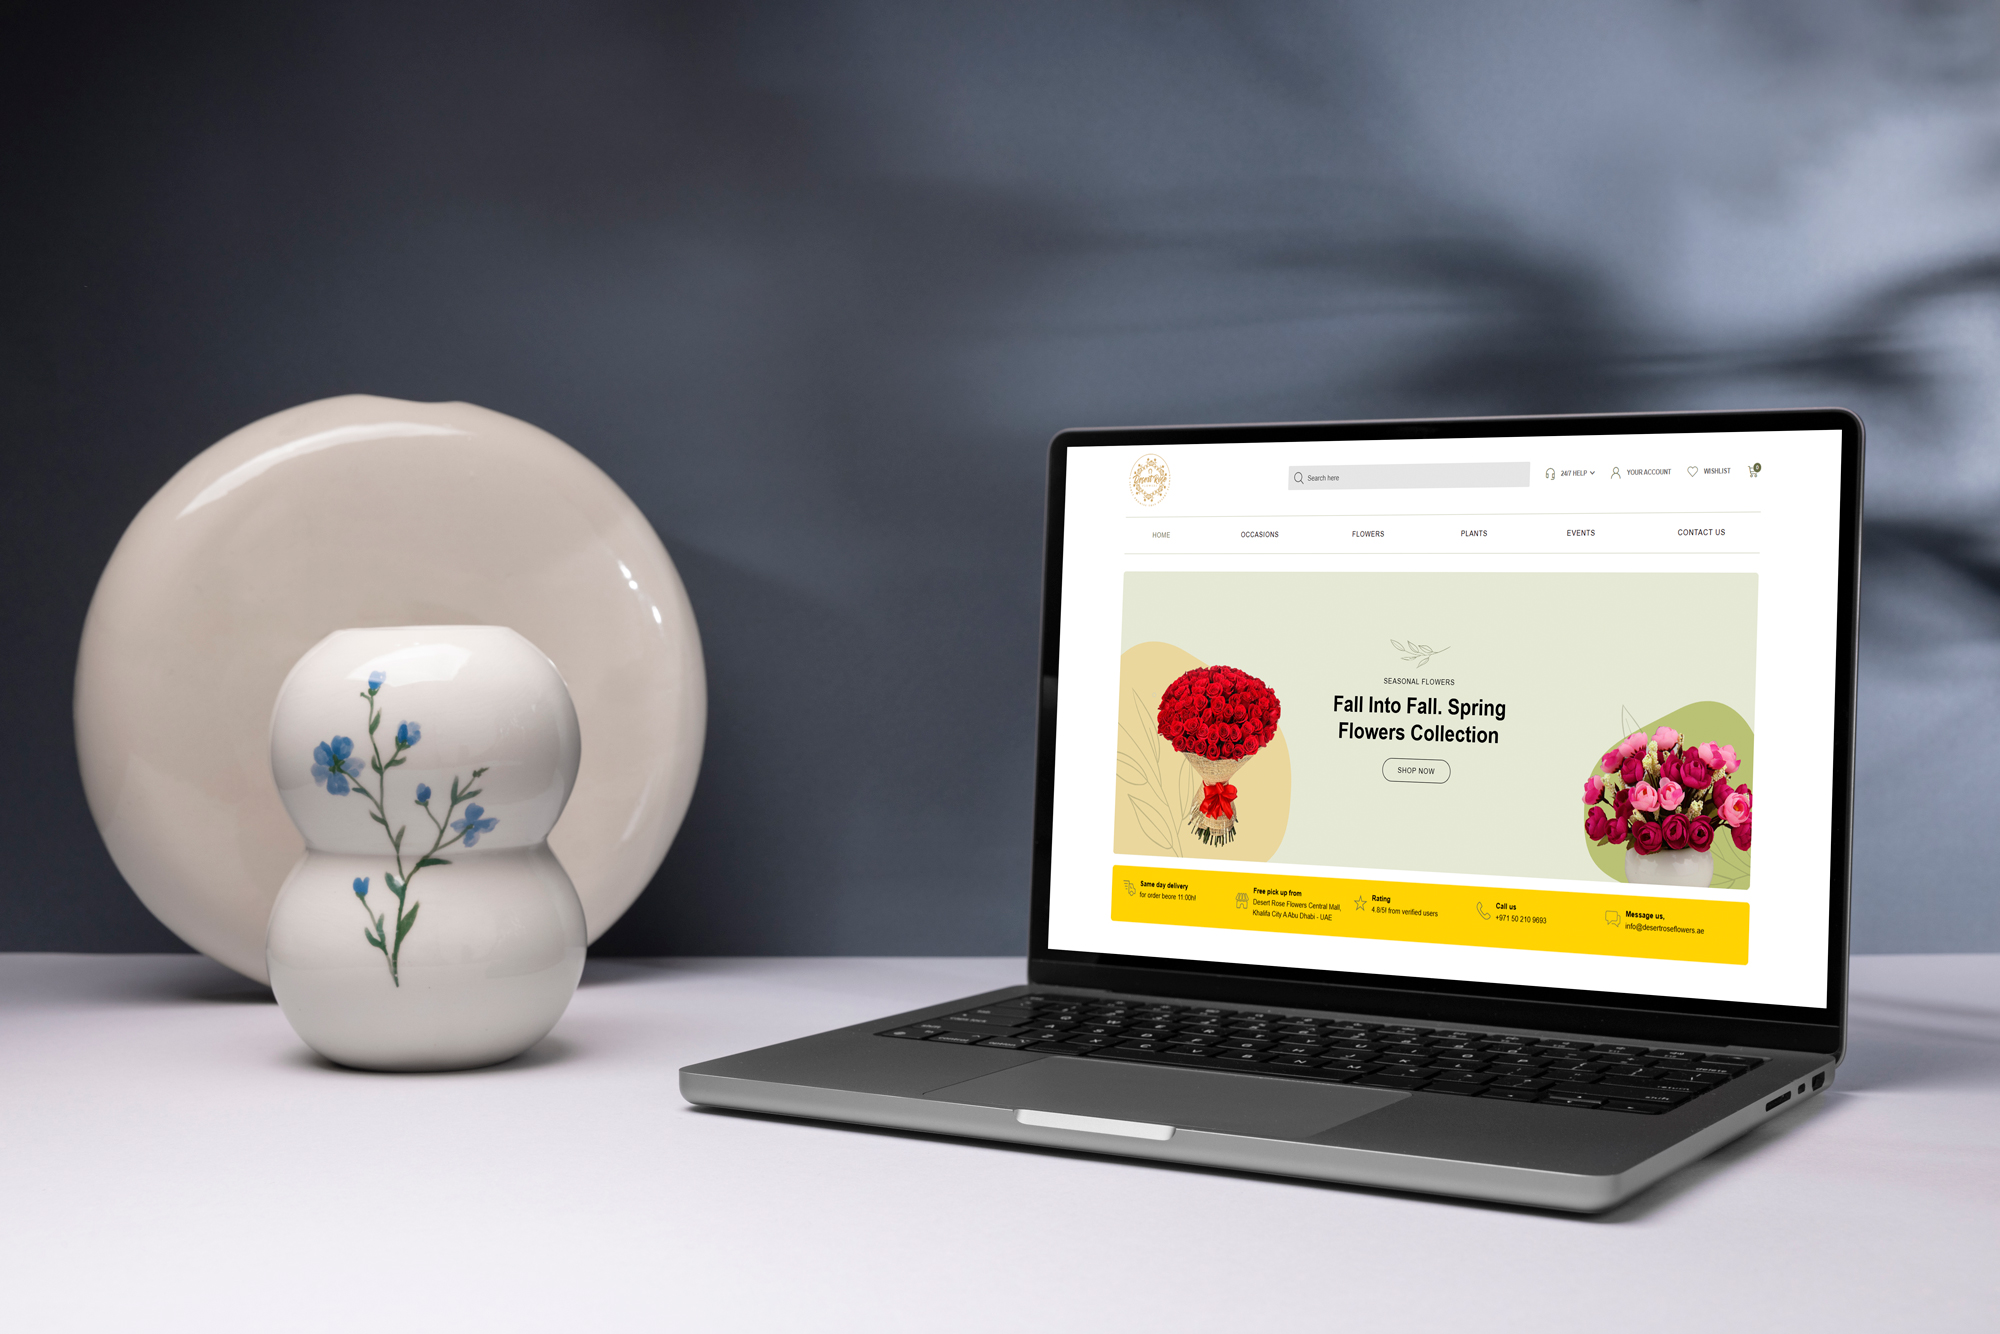 Desert Rose
Search here
24/7 HELP
YOUR ACCOUNT
WISHLIST
0
HOME
OCCASIONS
FLOWERS
PLANTS
EVENTS
CONTACT US
SEASONAL FLOWERS
Fall Into Fall. Spring
Flowers Collection
SHOP NOW
Same day delivery
for order beore 11:00h!
Free pick up from
Desert Rose Flowers Central Mall,
Khalifa City A Abu Dhabi - UAE
Rating
4.8/5! from verified users
Call us
+971 50 210 9693
Message us,
info@desertroseflowers.ae